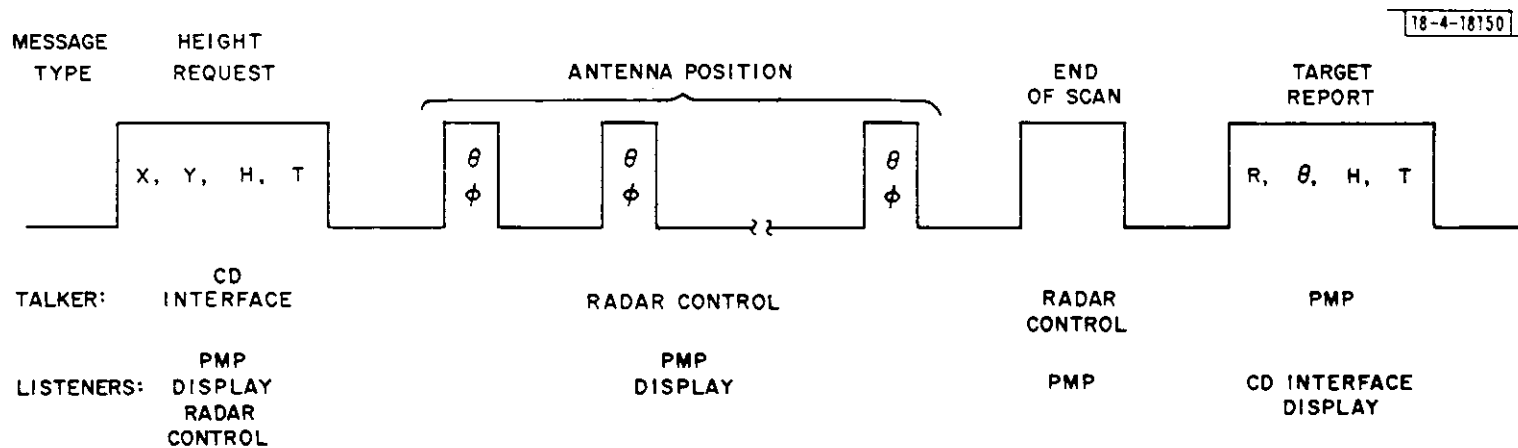 18-4-18150
MESSAGE TYPE
HEIGHT REQUEST
ANTENNA POSITION
END OF SCAN
TARGET REPORT
X, Y, H, T
θ
φ
θ
φ
θ
φ
R, θ, H, T
TALKER:
CD INTERFACE
RADAR CONTROL
RADAR CONTROL
PMP
LISTENERS:
PMP
DISPLAY
RADAR
CONTROL
PMP
DISPLAY
PMP
CD INTERFACE
DISPLAY